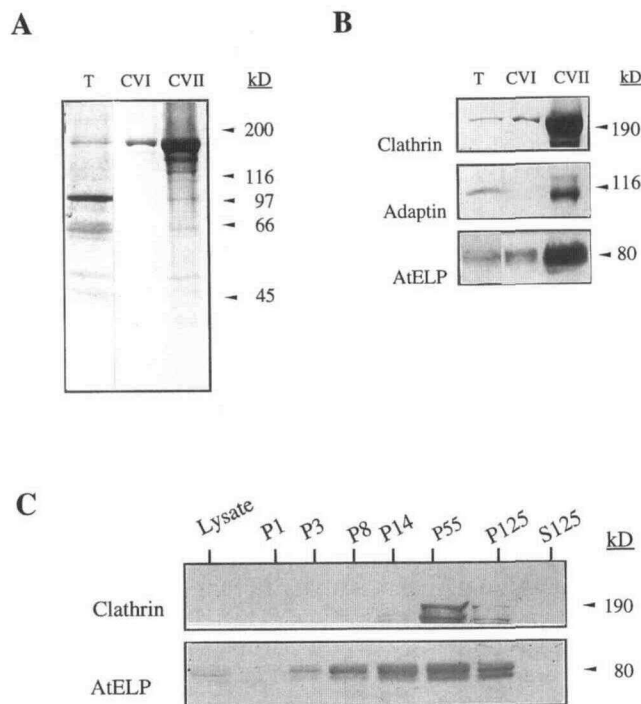 A
T CVI CVII kD
200
116
97
66
45
B
T CVI CVII kD
Clathrin 190
Adaptin 116
AtELP 80
C
Lysate P1 P3 P8 P14 P55 P125 S125 kD
Clathrin 190
AtELP 80